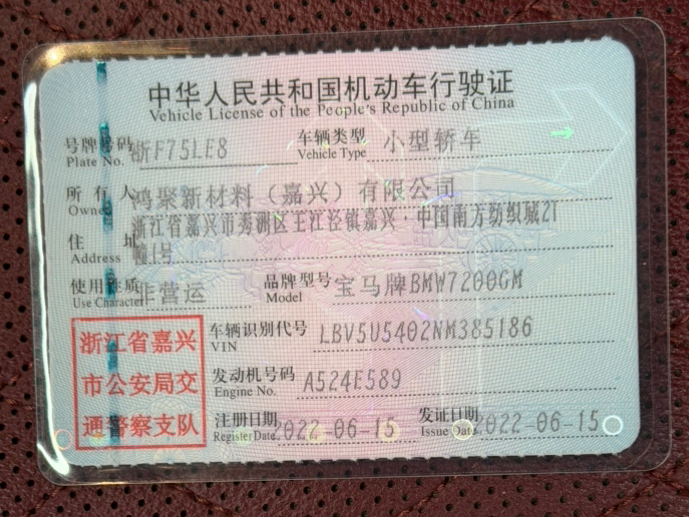 中华人民共和国机动车行驶证
Vehicle License of the People's Republic of China
号牌号码 浙F75LE8 车辆类型 小型轿车
Plate No. Vehicle Type
所有人 鸿聚新材料（嘉兴）有限公司
Owner
浙江省嘉兴市秀洲区王江泾镇嘉兴·中国南方纺织城21
住址 幢1号
Address
使用性质 非营运 品牌型号 宝马牌BMW7200GM
Use Character Model
浙江省嘉兴
市公安局交
通警察支队
车辆识别代号 LBV5U5402NM385186
VIN
发动机号码 A524E589
Engine No.
注册日期 2022-06-15 发证日期 2022-06-15
Register Date Issue Date